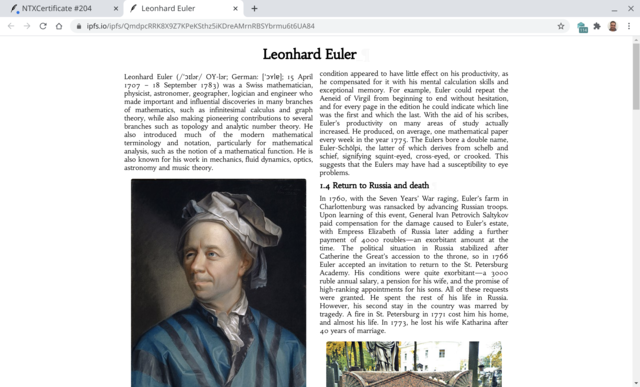 NTXCertificate #204
Leonhard Euler
ipfs.io/ipfs/QmdpcRRK8X9Z7KPeKSthz5iKDreAMrnRBSYbrmu6t6UA84
Leonhard Euler
Leonhard Euler (/ˈɔɪlər/ OY-lər; German: [ˈɔʏlɐ]; 15 April
1707 – 18 September 1783) was a Swiss mathematician,
physicist, astronomer, geographer, logician and engineer who
made important and influential discoveries in many branches
of mathematics, such as infinitesimal calculus and graph
theory, while also making pioneering contributions to several
branches such as topology and analytic number theory. He
also introduced much of the modern mathematical
terminology and notation, particularly for mathematical
analysis, such as the notion of a mathematical function. He is
also known for his work in mechanics, fluid dynamics, optics,
astronomy and music theory.
condition appeared to have little effect on his productivity, as
he compensated for it with his mental calculation skills and
exceptional memory. For example, Euler could repeat the
Aeneid of Virgil from beginning to end without hesitation,
and for every page in the edition he could indicate which line
was the first and which the last. With the aid of his scribes,
Euler's productivity on many areas of study actually
increased. He produced, on average, one mathematical paper
every week in the year 1775. The Eulers bore a double name,
Euler-Schölpi, the latter of which derives from schelb and
schief, signifying squint-eyed, cross-eyed, or crooked. This
suggests that the Eulers may have had a susceptibility to eye
problems.
1.4 Return to Russia and death
In 1760, with the Seven Years' War raging, Euler's farm in
Charlottenburg was ransacked by advancing Russian troops.
Upon learning of this event, General Ivan Petrovich Saltykov
paid compensation for the damage caused to Euler's estate,
with Empress Elizabeth of Russia later adding a further
payment of 4000 roubles—an exorbitant amount at the
time. The political situation in Russia stabilized after
Catherine the Great's accession to the throne, so in 1766
Euler accepted an invitation to return to the St. Petersburg
Academy. His conditions were quite exorbitant—a 3000
ruble annual salary, a pension for his wife, and the promise of
high-ranking appointments for his sons. All of these requests
were granted. He spent the rest of his life in Russia.
However, his second stay in the country was marred by
tragedy. A fire in St. Petersburg in 1771 cost him his home,
and almost his life. In 1773, he lost his wife Katharina after
40 years of marriage.